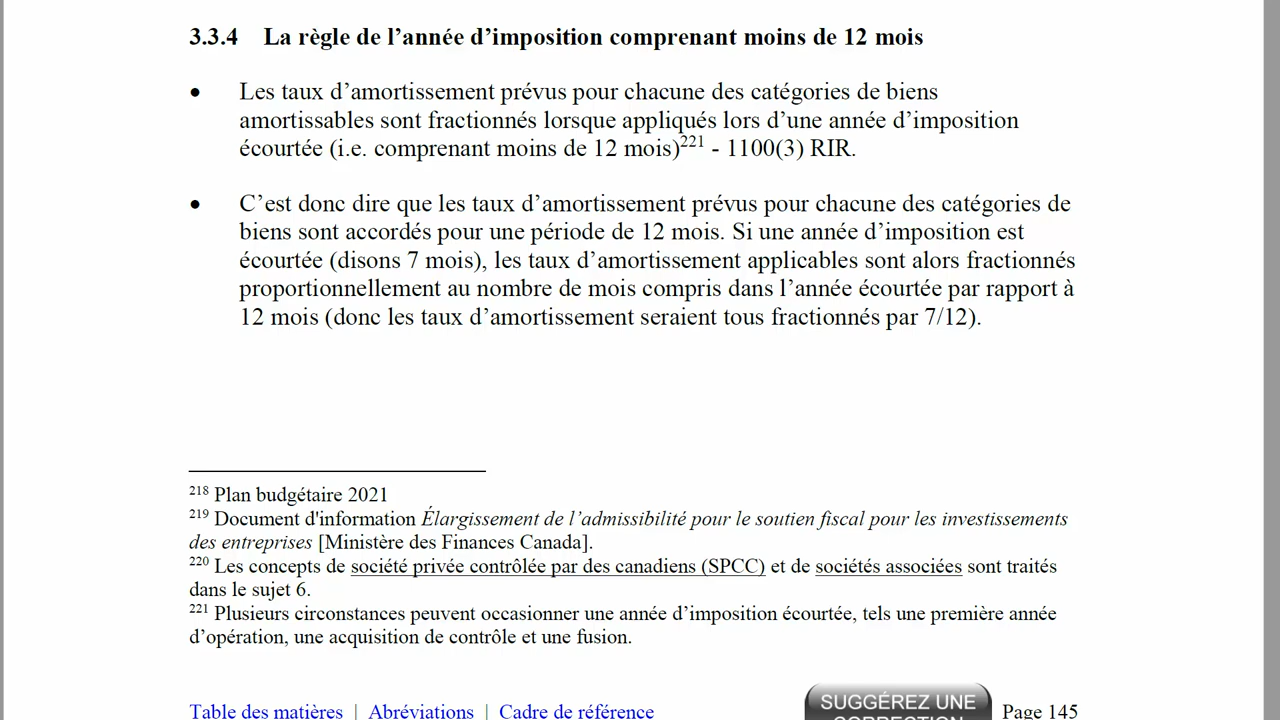 3.3.4 La règle de l’année d’imposition comprenant moins de 12 mois
• Les taux d’amortissement prévus pour chacune des catégories de biens
amortissables sont fractionnés lorsque appliqués lors d’une année d’imposition
écourtée (i.e. comprenant moins de 12 mois)221 - 1100(3) RIR.
• C’est donc dire que les taux d’amortissement prévus pour chacune des catégories de
biens sont accordés pour une période de 12 mois. Si une année d’imposition est
écourtée (disons 7 mois), les taux d’amortissement applicables sont alors fractionnés
proportionnellement au nombre de mois compris dans l’année écourtée par rapport à
12 mois (donc les taux d’amortissement seraient tous fractionnés par 7/12).
218 Plan budgétaire 2021
219 Document d'information Élargissement de l’admissibilité pour le soutien fiscal pour les investissements
des entreprises [Ministère des Finances Canada].
220 Les concepts de société privée contrôlée par des canadiens (SPCC) et de sociétés associées sont traités
dans le sujet 6.
221 Plusieurs circonstances peuvent occasionner une année d’imposition écourtée, tels une première année
d’opération, une acquisition de contrôle et une fusion.
Table des matières | Abréviations | Cadre de référence
SUGGÉREZ UNE
CORRECTION
Page 145